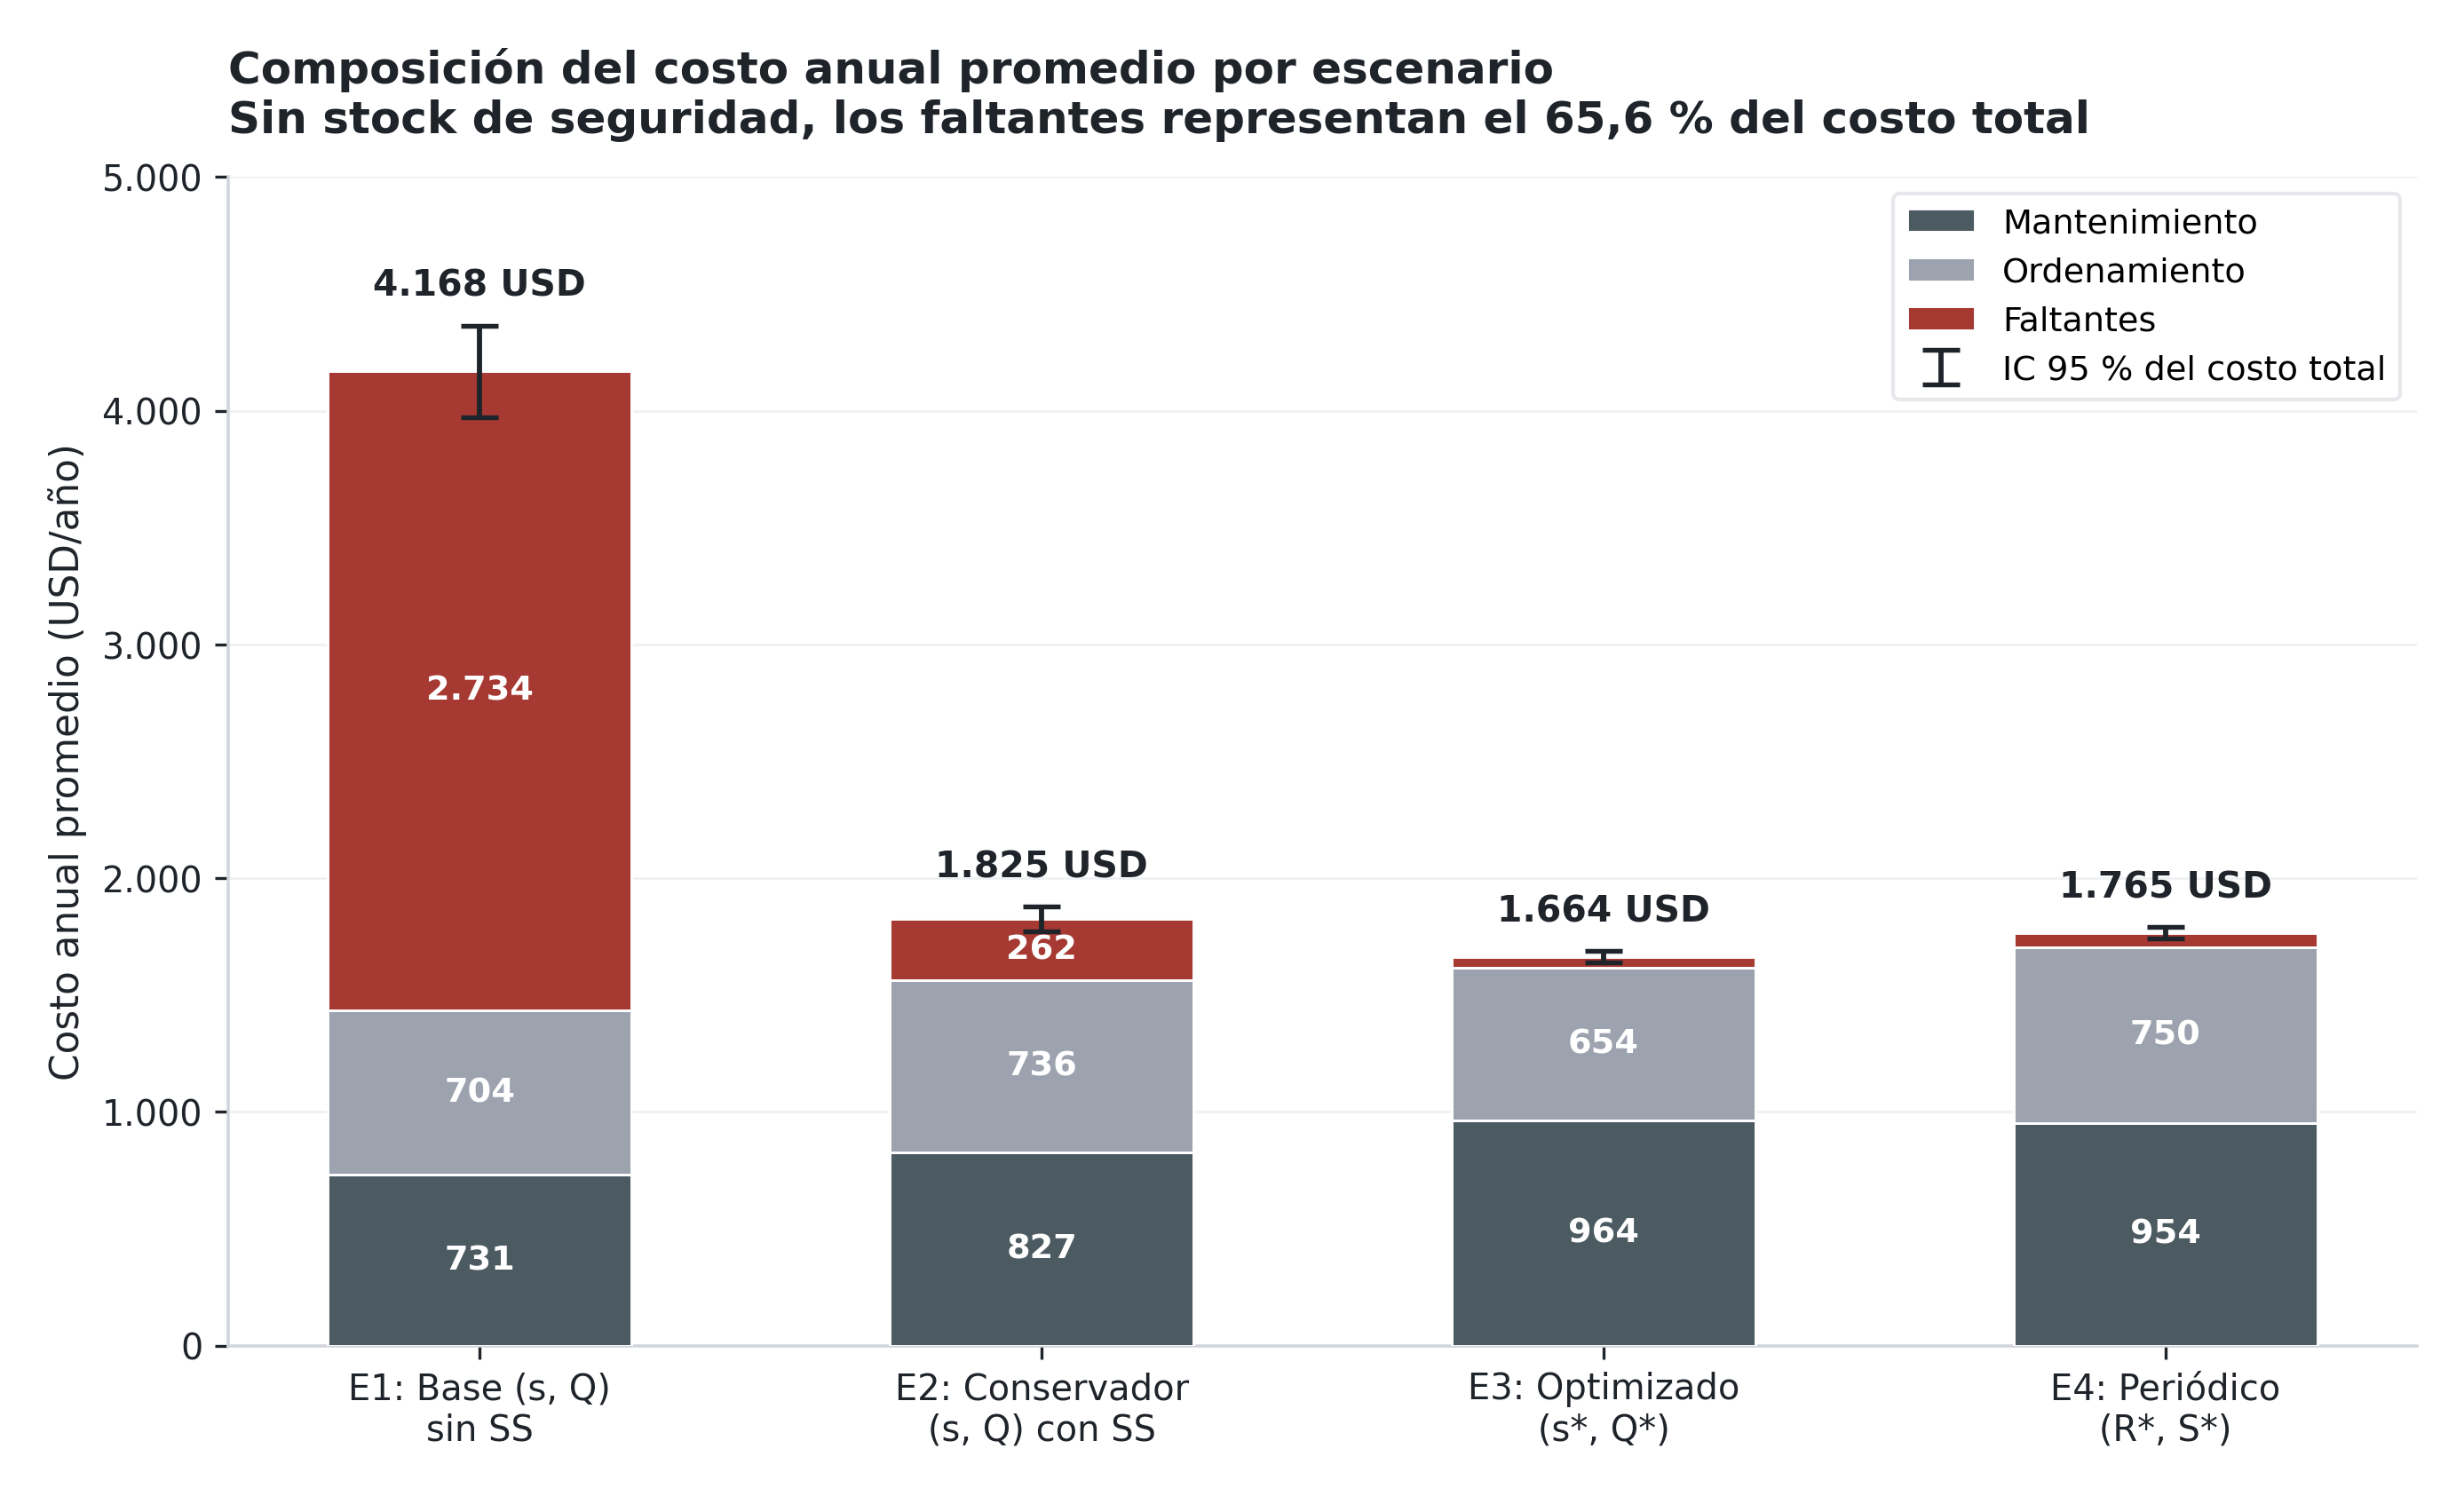 Composición del costo anual promedio por escenario
Sin stock de seguridad, los faltantes representan el 65,6 % del costo total
Costo anual promedio (USD/año)
5.000
4.000
3.000
2.000
1.000
0
Mantenimiento
Ordenamiento
Faltantes
IC 95 % del costo total
4.168 USD
2.734
704
731
1.825 USD
262
736
827
1.664 USD
654
964
1.765 USD
750
954
E1: Base (s, Q)
sin SS
E2: Conservador
(s, Q) con SS
E3: Optimizado
(s*, Q*)
E4: Periódico
(R*, S*)